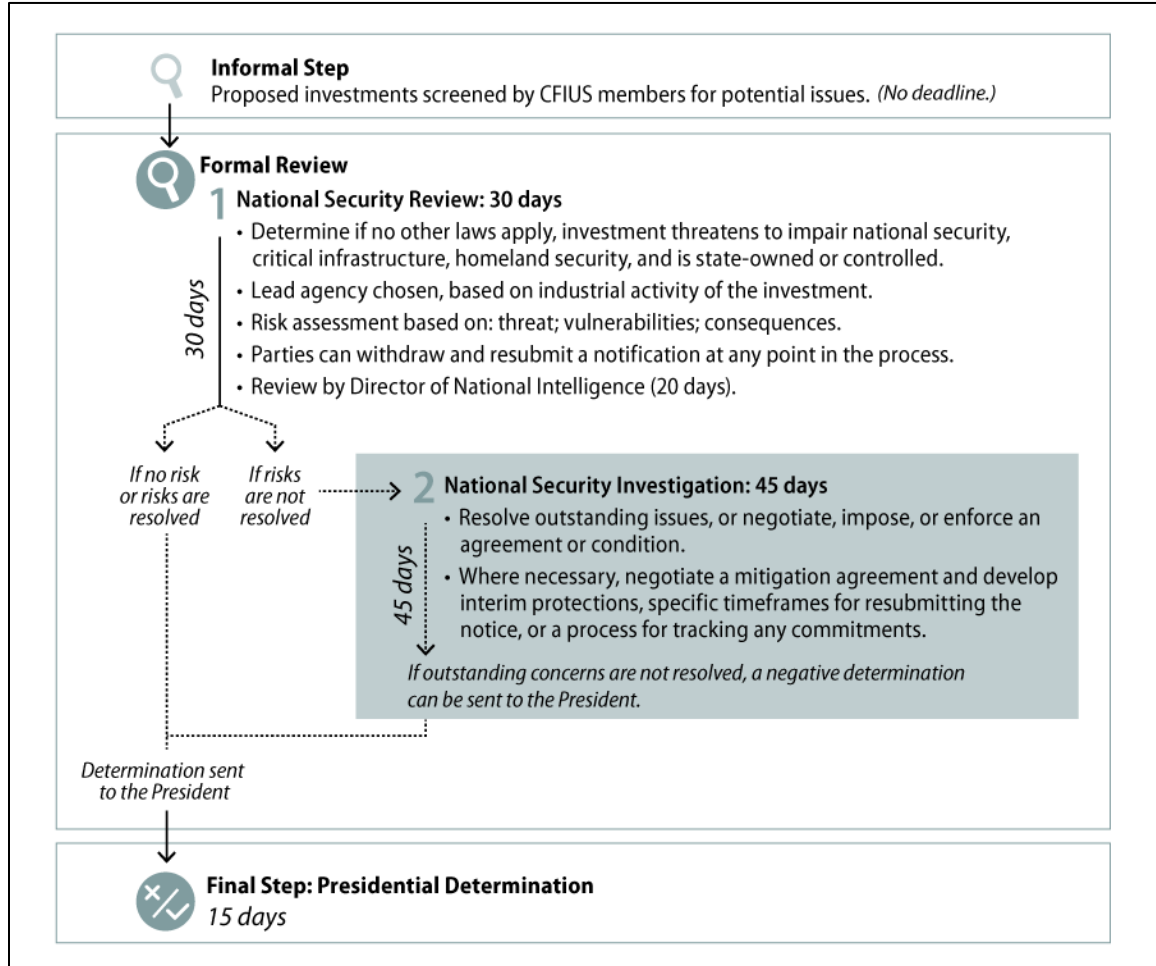 Informal Step
Proposed investments screened by CFIUS members for potential issues. (No deadline.)
Formal Review
1 National Security Review: 30 days
• Determine if no other laws apply, investment threatens to impair national security,
critical infrastructure, homeland security, and is state-owned or controlled.
• Lead agency chosen, based on industrial activity of the investment.
• Risk assessment based on: threat; vulnerabilities; consequences.
• Parties can withdraw and resubmit a notification at any point in the process.
• Review by Director of National Intelligence (20 days).
30 days
If no risk
or risks are
resolved
If risks
are not
resolved
2 National Security Investigation: 45 days
• Resolve outstanding issues, or negotiate, impose, or enforce an
agreement or condition.
• Where necessary, negotiate a mitigation agreement and develop
interim protections, specific timeframes for resubmitting the
notice, or a process for tracking any commitments.
45 days
If outstanding concerns are not resolved, a negative determination
can be sent to the President.
Determination sent
to the President
Final Step: Presidential Determination
15 days